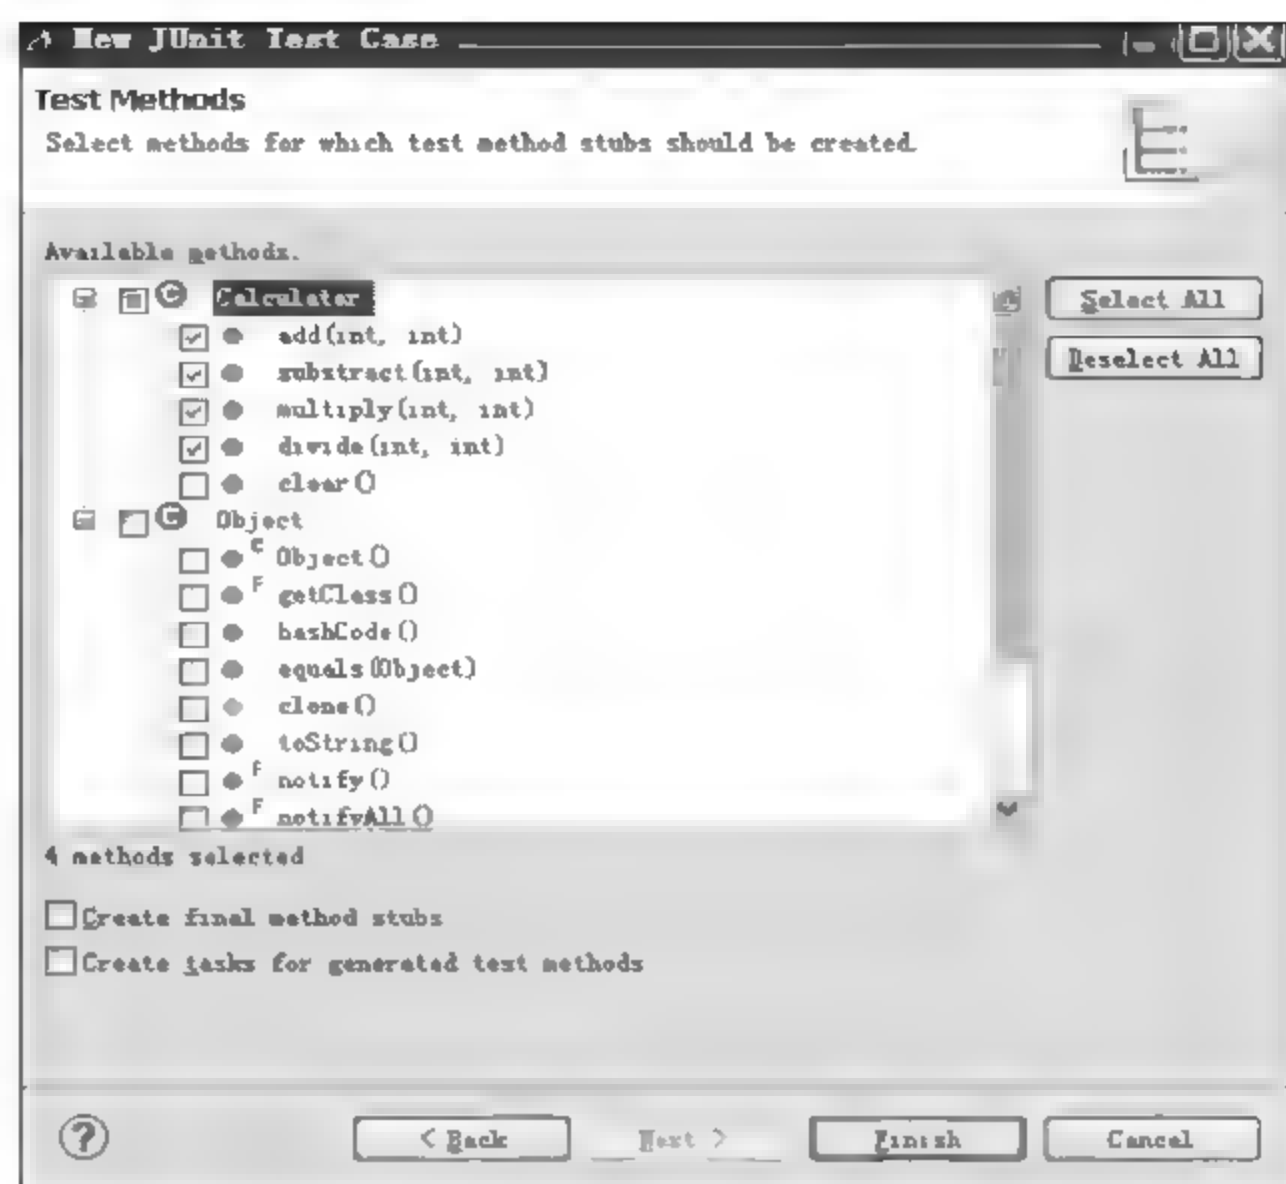 New JUnit Test Case
Test Methods
Select methods for which test method stubs should be created.
Available methods:
Calculator
Select All
add(int, int)
Deselect All
substract(int, int)
multiply(int, int)
divide(int, int)
clear()
Object
C Object()
F getClass()
hashCode()
equals(Object)
clone()
toString()
F notify()
F notifyAll()
4 methods selected
Create final method stubs
Create tasks for generated test methods
? < Back Next > Finish Cancel